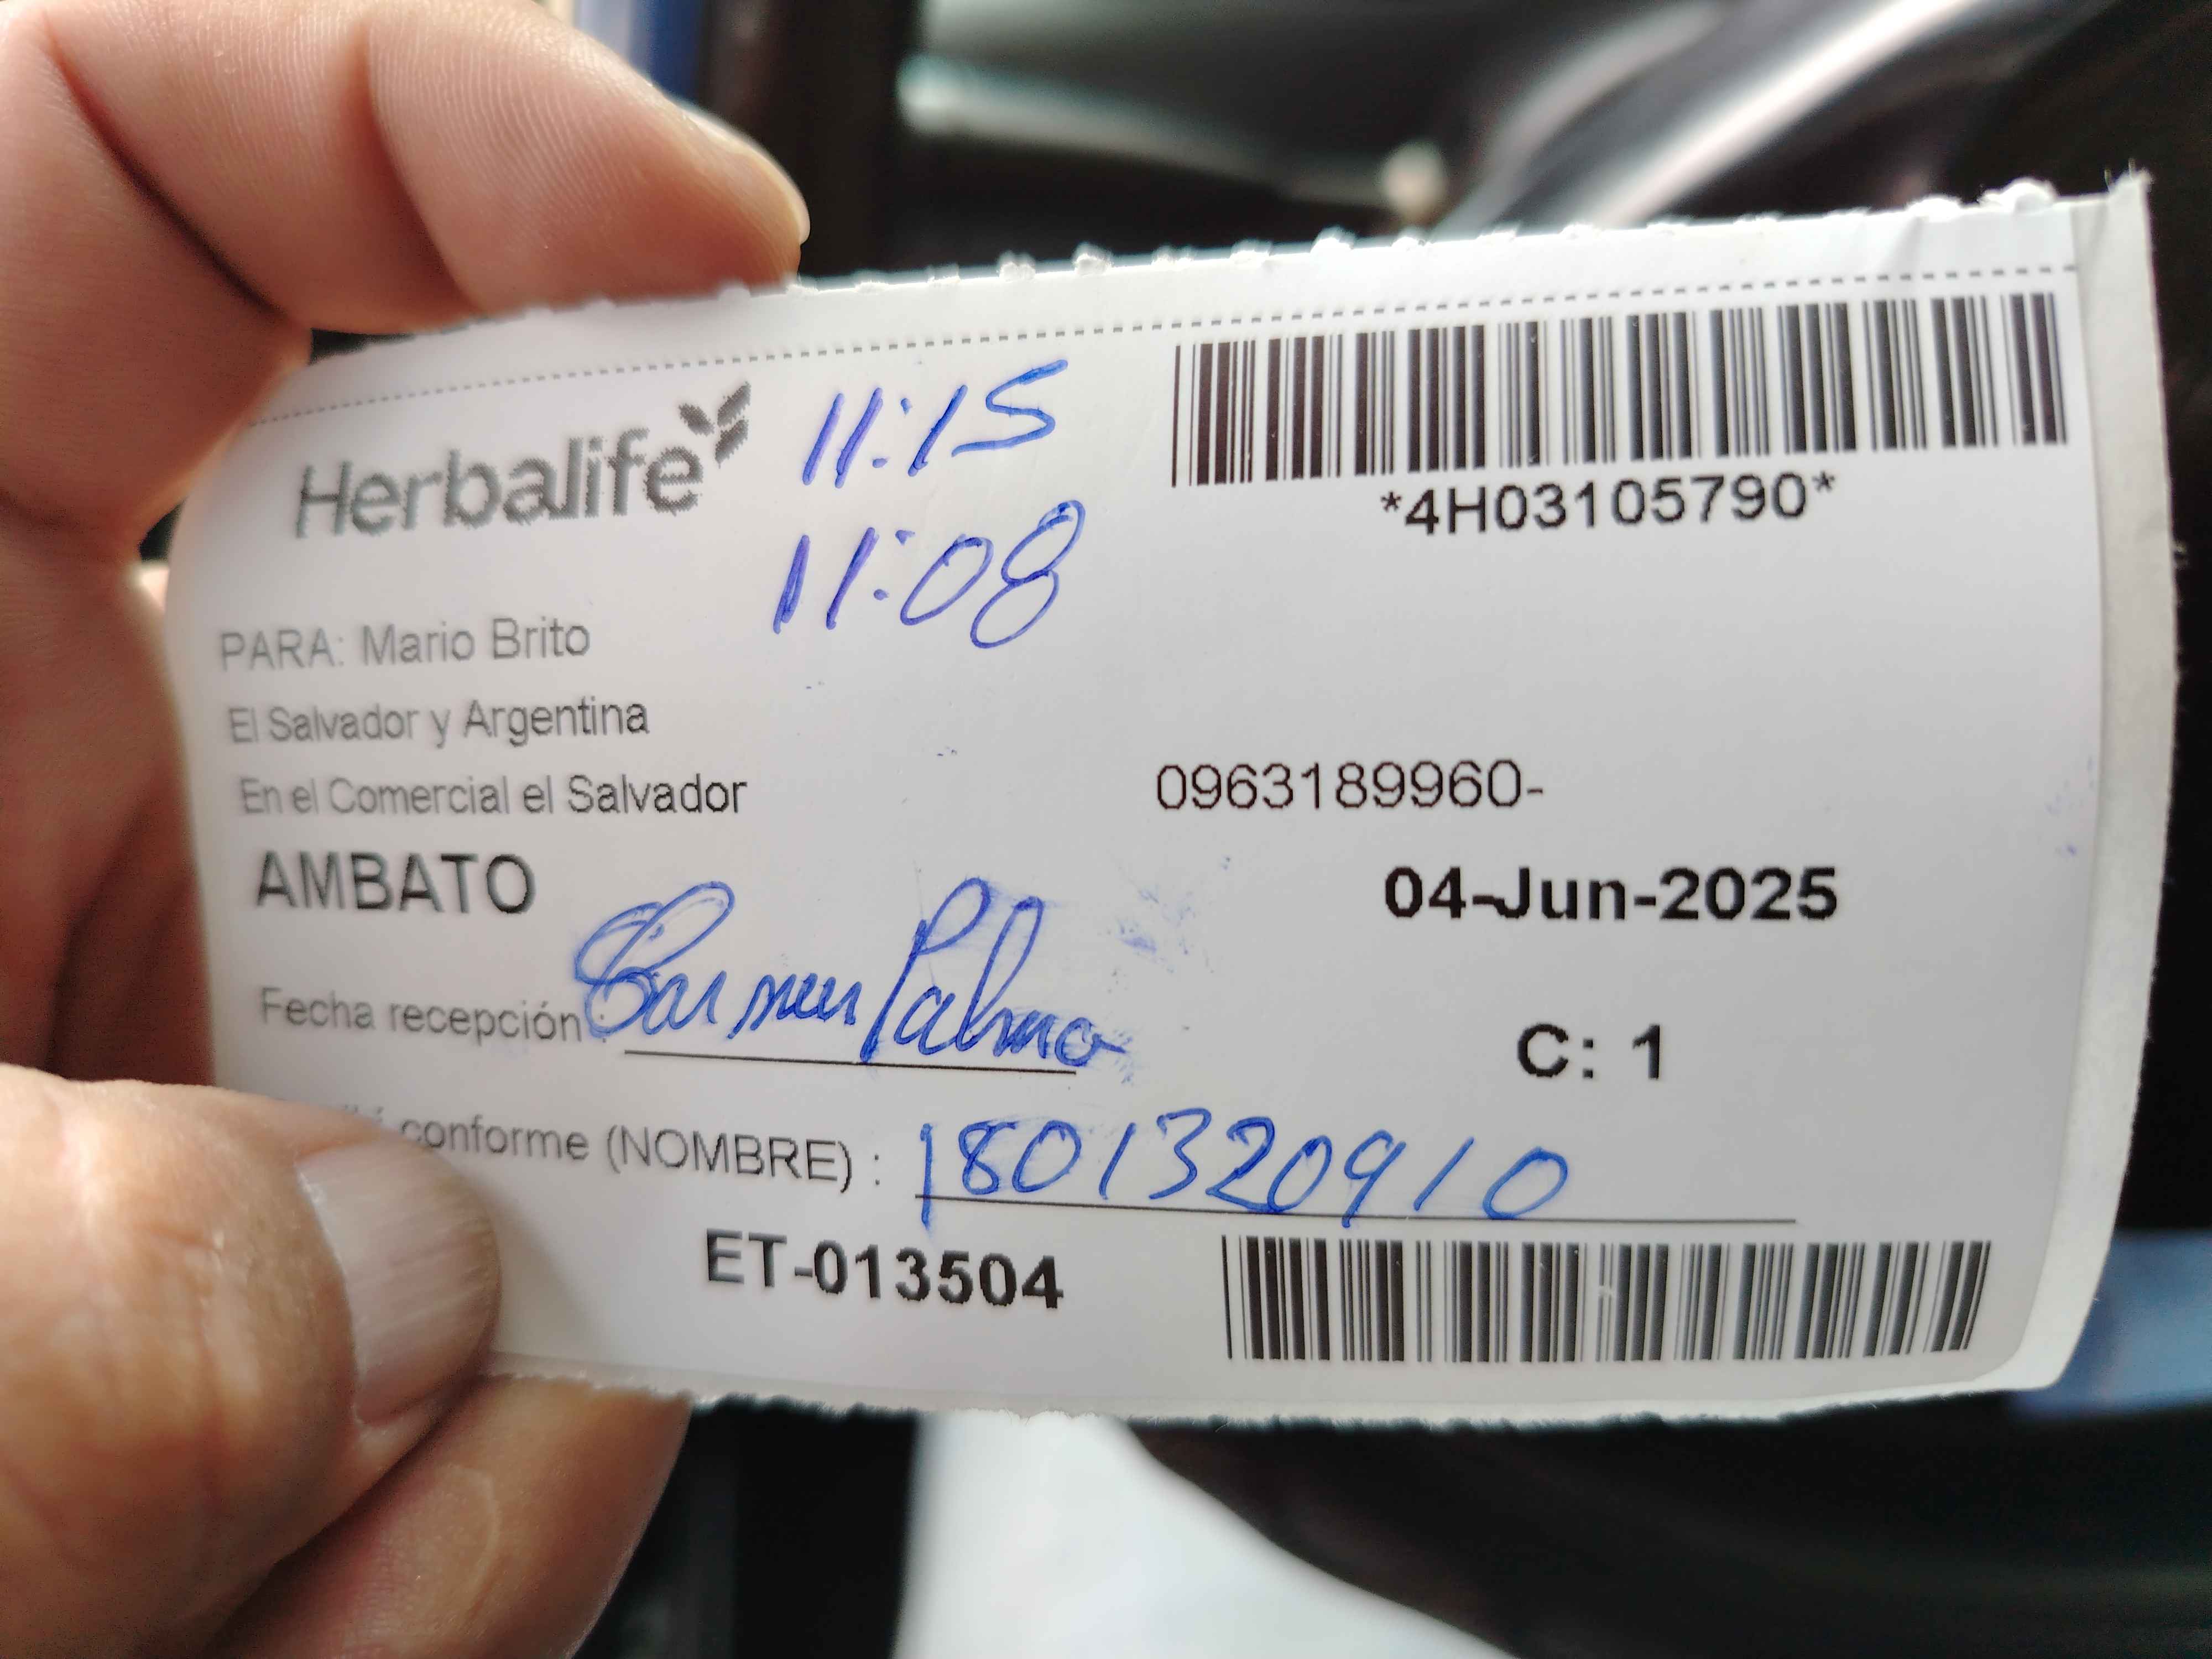 Herbalife
11:15
11:08
*4H03105790*
PARA: Mario Brito
El Salvador y Argentina
En el Comercial el Salvador
0963189960-
AMBATO
04-Jun-2025
Fecha recepción : Carmen Palma
C: 1
conforme (NOMBRE) : 1801320910
ET-013504